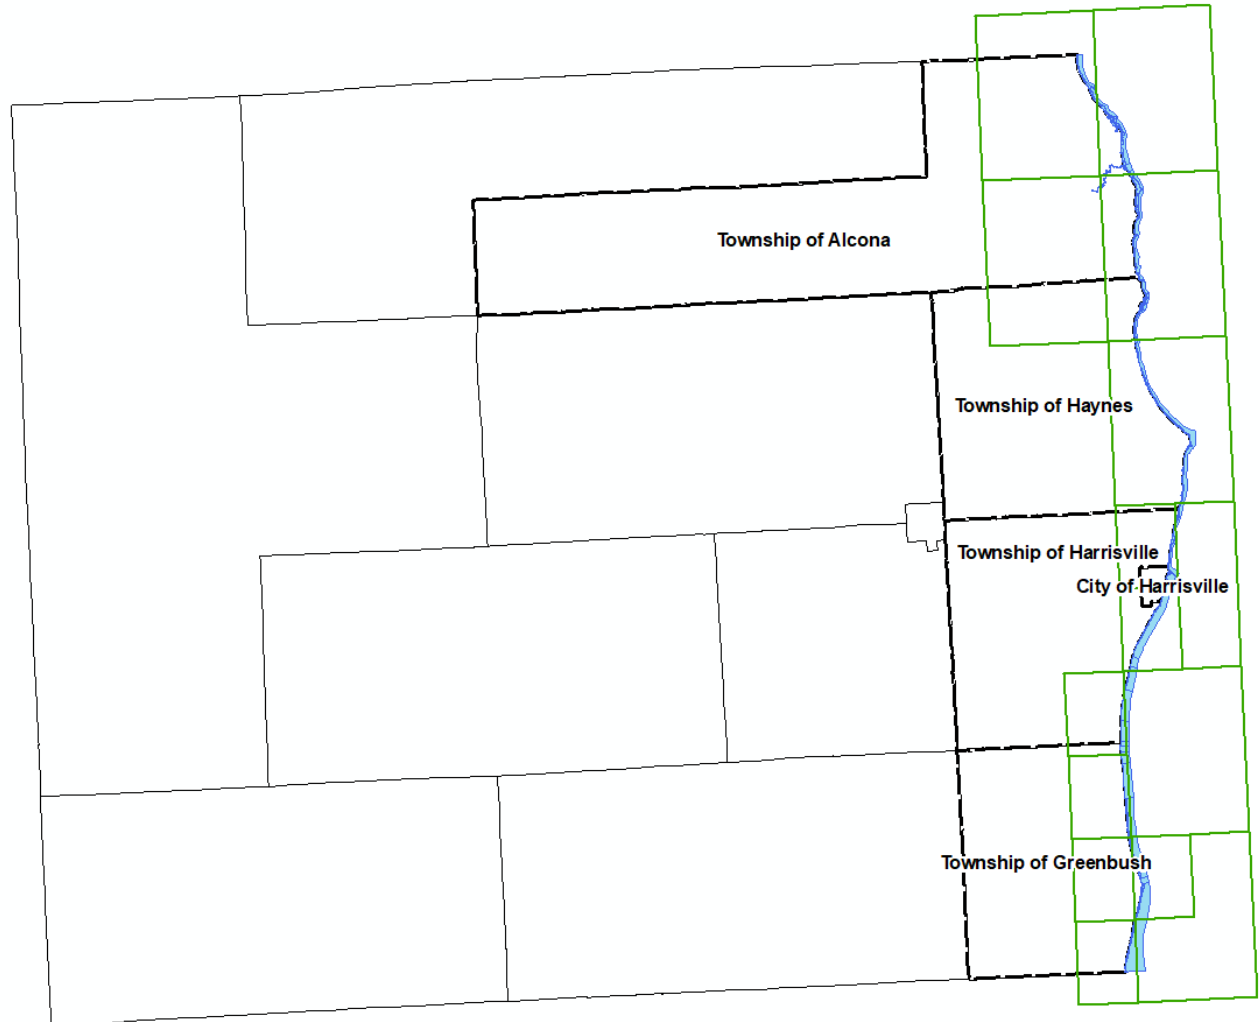 Township of Alcona
Township of Haynes
Township of Harrisville
City of Harrisville
Township of Greenbush